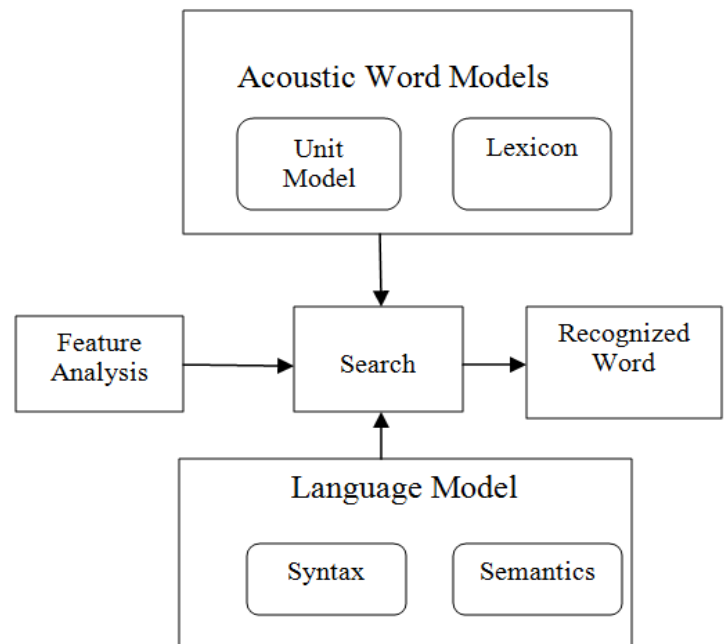 Acoustic Word Models
Unit
Model
Lexicon
Feature
Analysis
Search
Recognized
Word
Language Model
Syntax
Semantics